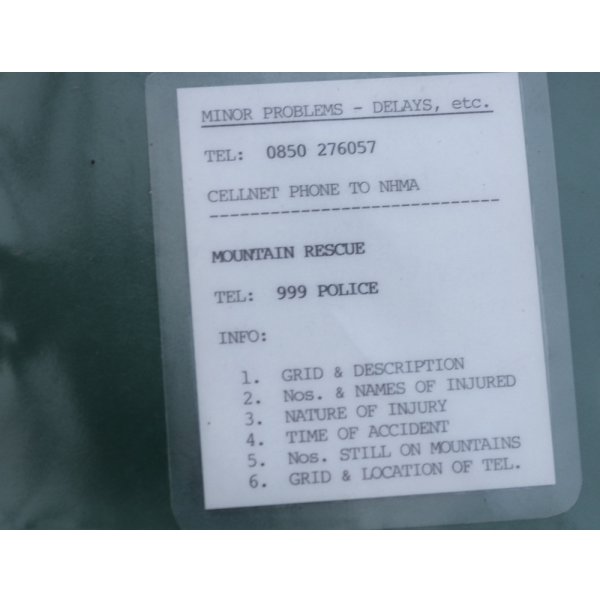 MINOR PROBLEMS - DELAYS, etc.
TEL: 0850 276057
CELLNET PHONE TO NHMA
-----------------------------
MOUNTAIN RESCUE
TEL: 999 POLICE
INFO:
1. GRID & DESCRIPTION
2. Nos. & NAMES OF INJURED
3. NATURE OF INJURY
4. TIME OF ACCIDENT
5. Nos. STILL ON MOUNTAINS
6. GRID & LOCATION OF TEL.